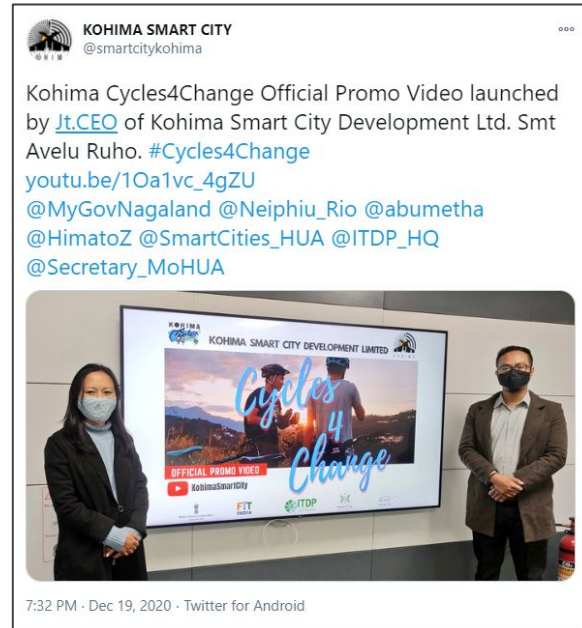 KOHIMA SMART CITY
@smartcitykohima
Kohima Cycles4Change Official Promo Video launched
by Jt.CEO of Kohima Smart City Development Ltd. Smt
Avelu Ruho. #Cycles4Change
youtu.be/1Oa1vc_4gZU
@MyGovNagaland @Neiphiu_Rio @abumetha
@HimatoZ @SmartCities_HUA @ITDP_HQ
@Secretary_MoHUA
KOHIMA
KOHIMA SMART CITY DEVELOPMENT LIMITED
Cycles
4
Change
OFFICIAL PROMO VIDEO
KohimaSmartCity
FIT
INDIA
ITDP
7:32 PM · Dec 19, 2020 · Twitter for Android